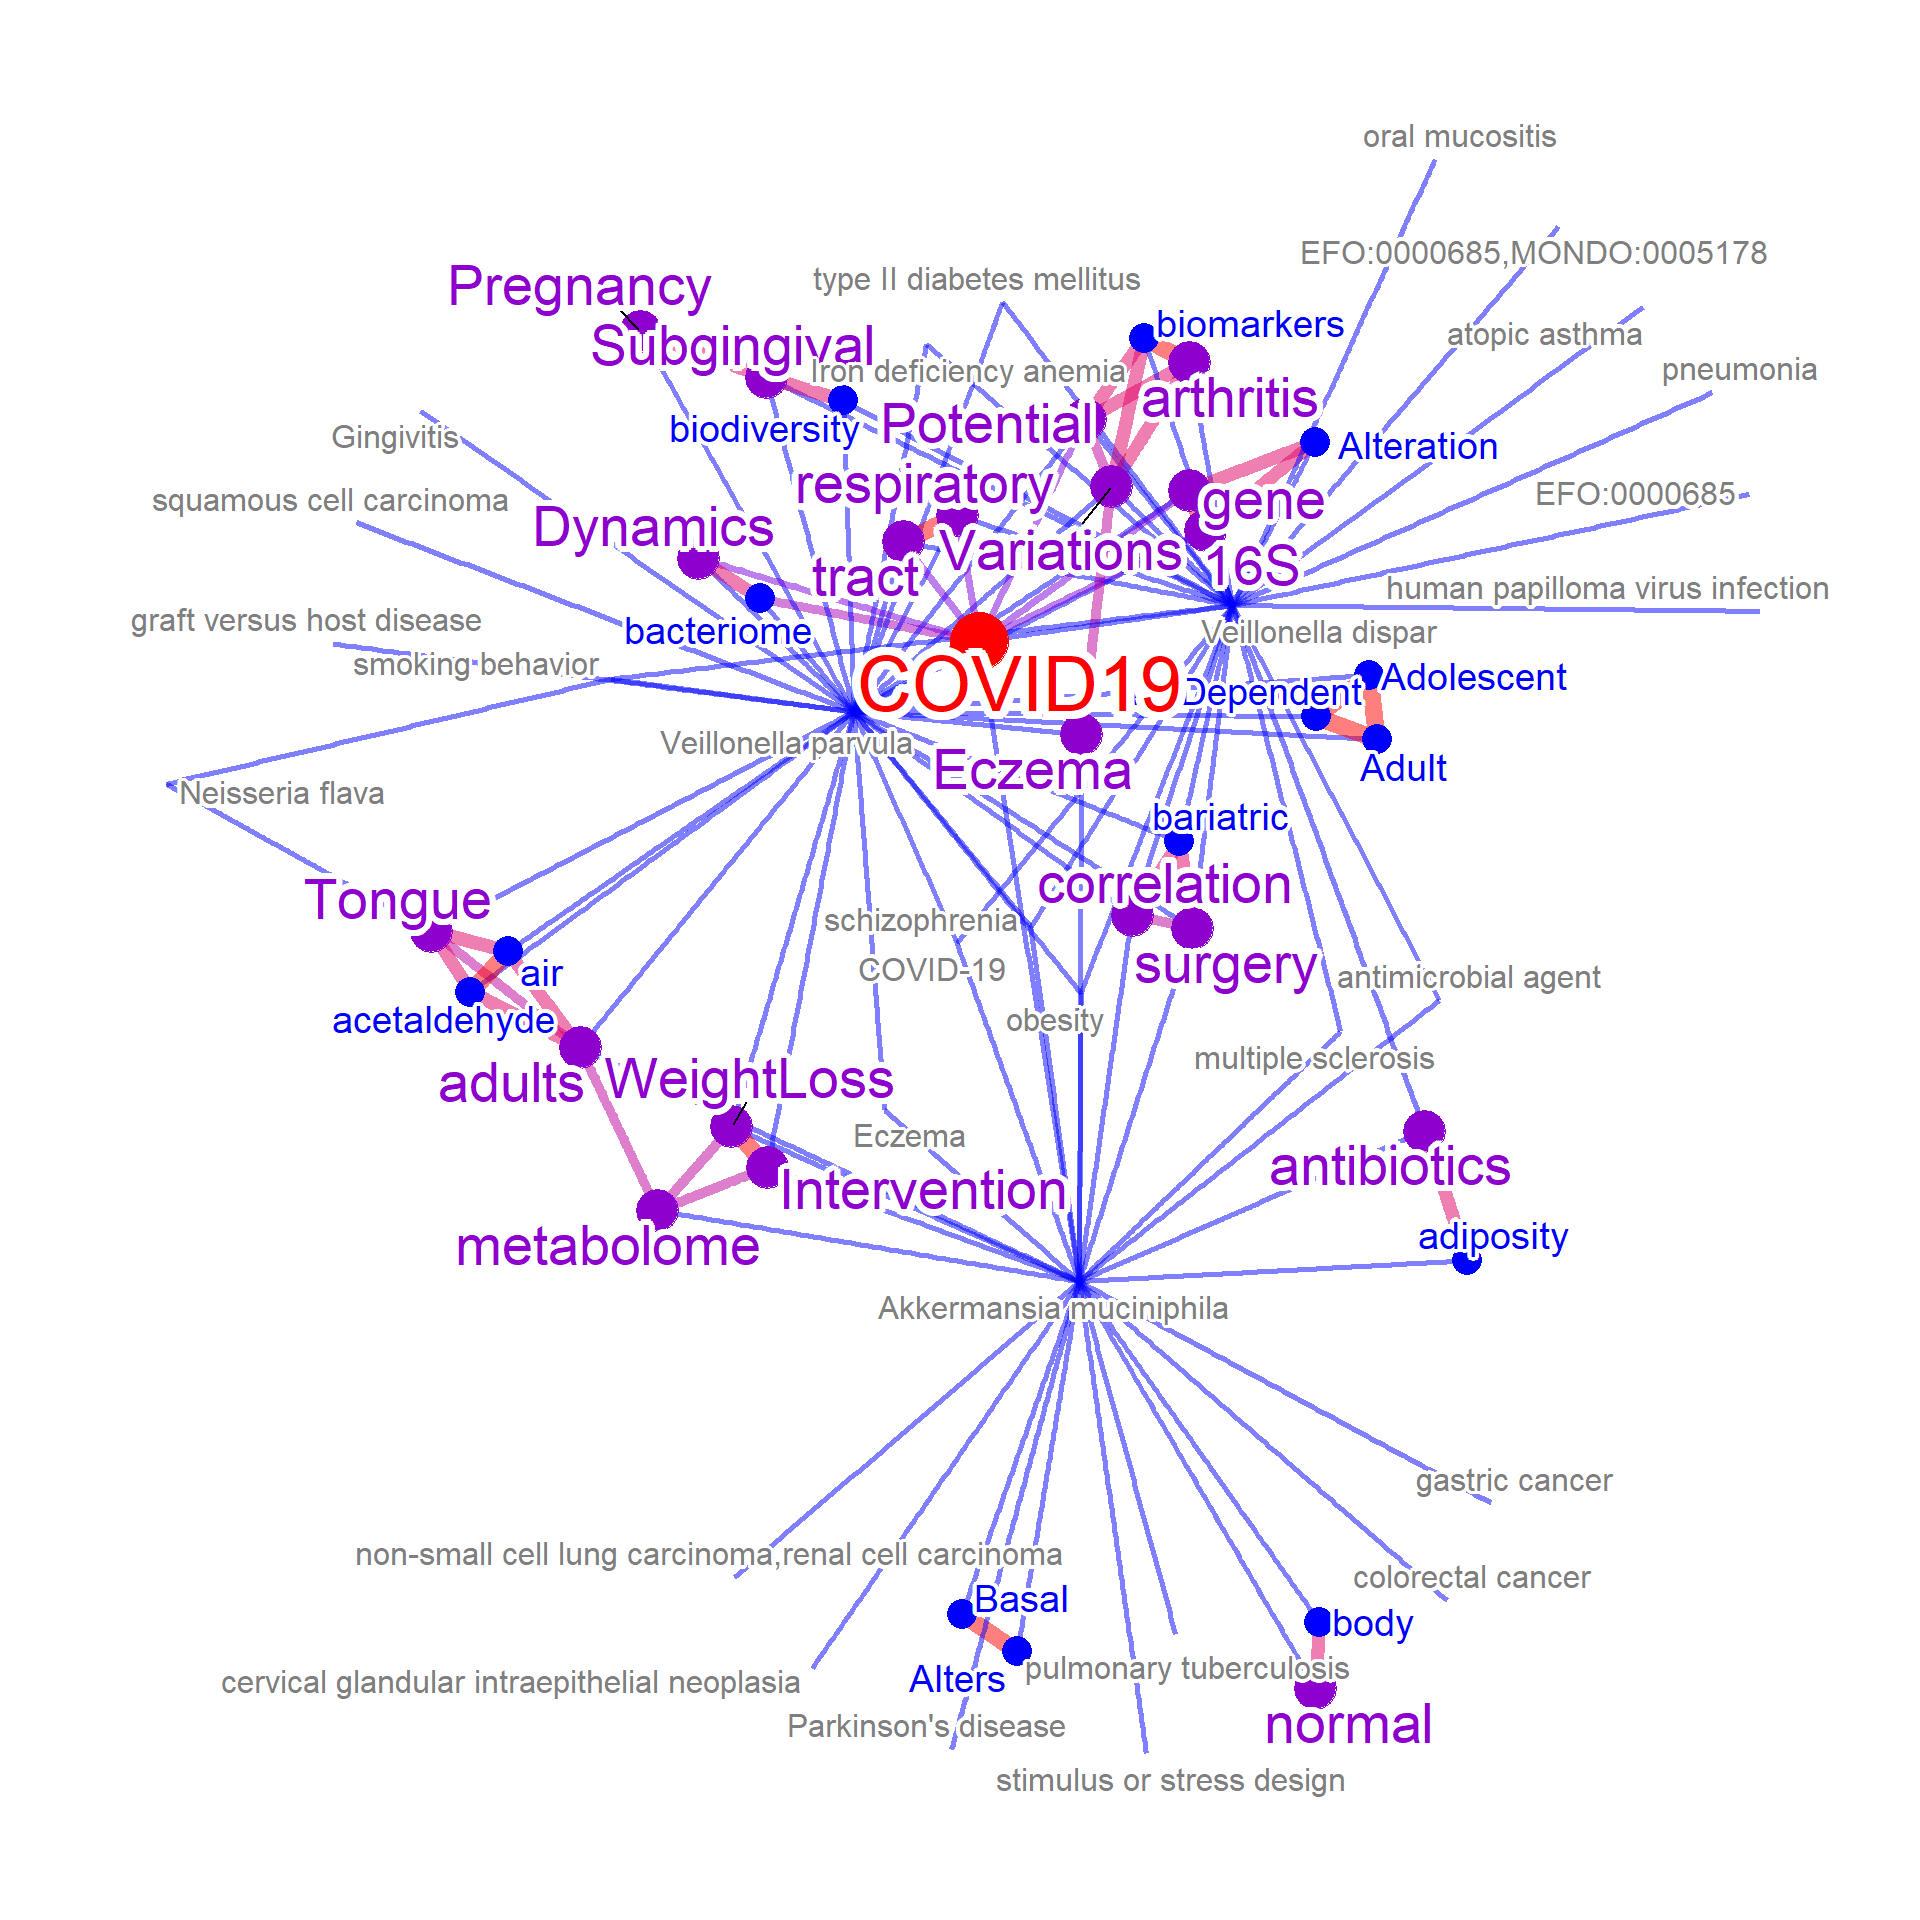 oral mucositis
EFO:0000685,MONDO:0005178
type II diabetes mellitus
Pregnancy
biomarkers
atopic asthma
Subgingival
Iron deficiency anemia
pneumonia
arthritis
Potential
biodiversity
Gingivitis
Alteration
respiratory
squamous cell carcinoma
gene
EFO:0000685
Dynamics
Variations
16S
tract
human papilloma virus infection
graft versus host disease
bacteriome
Veillonella dispar
smoking behavior
COVID19
Dependent
Adolescent
Veillonella parvula
Eczema
Adult
Neisseria flava
bariatric
correlation
Tongue
schizophrenia
surgery
air
COVID-19
antimicrobial agent
acetaldehyde
obesity
multiple sclerosis
adults
WeightLoss
Eczema
antibiotics
Intervention
adiposity
metabolome
Akkermansia muciniphila
gastric cancer
non-small cell lung carcinoma,renal cell carcinoma
colorectal cancer
Basal
body
pulmonary tuberculosis
cervical glandular intraepithelial neoplasia
Alters
Parkinson's disease
normal
stimulus or stress design